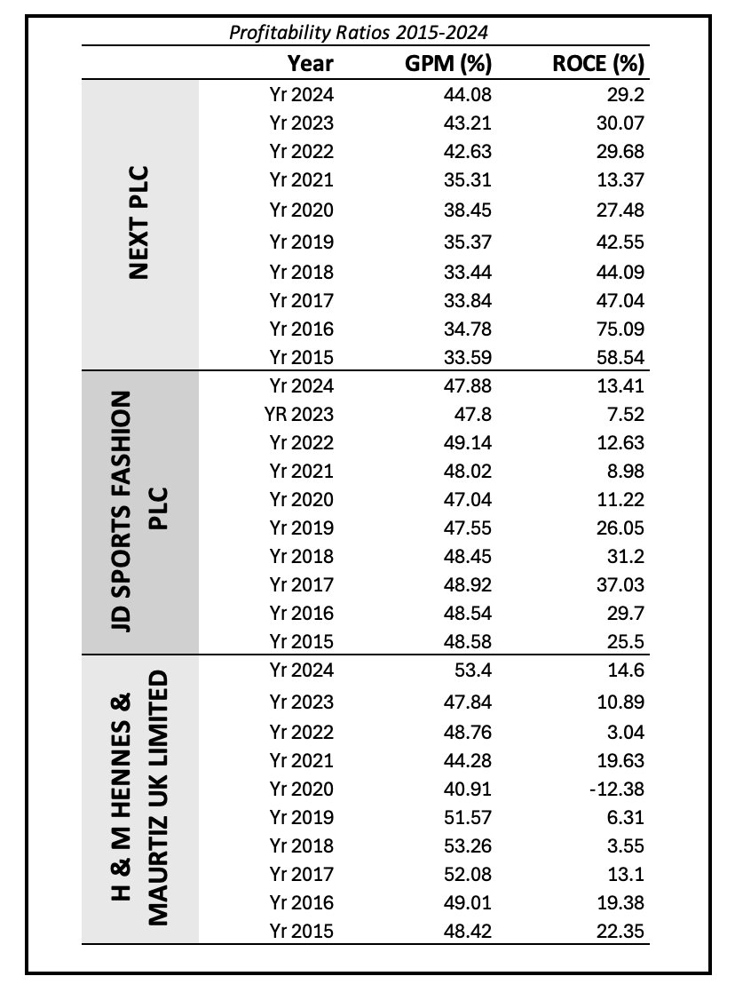 Profitability Ratios 2015-2024
Year GPM (%) ROCE (%)
NEXT PLC
Yr 2024 44.08 29.2
Yr 2023 43.21 30.07
Yr 2022 42.63 29.68
Yr 2021 35.31 13.37
Yr 2020 38.45 27.48
Yr 2019 35.37 42.55
Yr 2018 33.44 44.09
Yr 2017 33.84 47.04
Yr 2016 34.78 75.09
Yr 2015 33.59 58.54
JD SPORTS FASHION
PLC
Yr 2024 47.88 13.41
YR 2023 47.8 7.52
Yr 2022 49.14 12.63
Yr 2021 48.02 8.98
Yr 2020 47.04 11.22
Yr 2019 47.55 26.05
Yr 2018 48.45 31.2
Yr 2017 48.92 37.03
Yr 2016 48.54 29.7
Yr 2015 48.58 25.5
H & M HENNES &
MAURTIZ UK LIMITED
Yr 2024 53.4 14.6
Yr 2023 47.84 10.89
Yr 2022 48.76 3.04
Yr 2021 44.28 19.63
Yr 2020 40.91 -12.38
Yr 2019 51.57 6.31
Yr 2018 53.26 3.55
Yr 2017 52.08 13.1
Yr 2016 49.01 19.38
Yr 2015 48.42 22.35